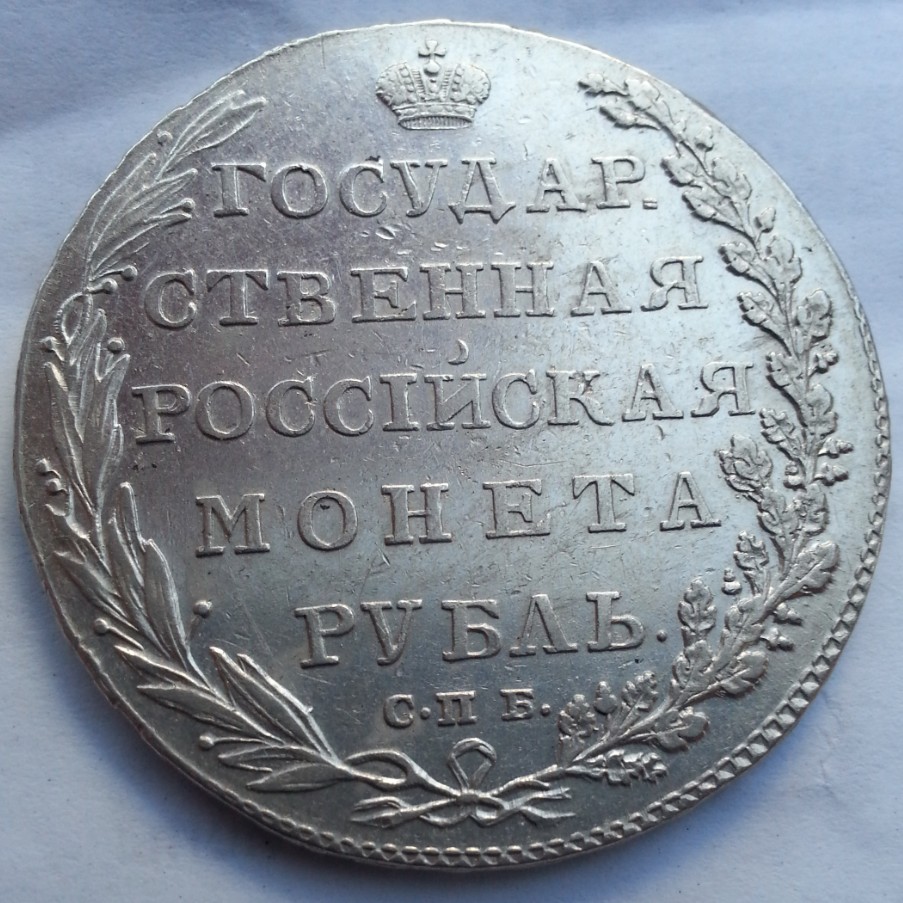 ГОСУДАР.
СТВЕННАЯ
РОССІЙСКАЯ
МОНЕТА
РУБЛЬ.
С·П Б.